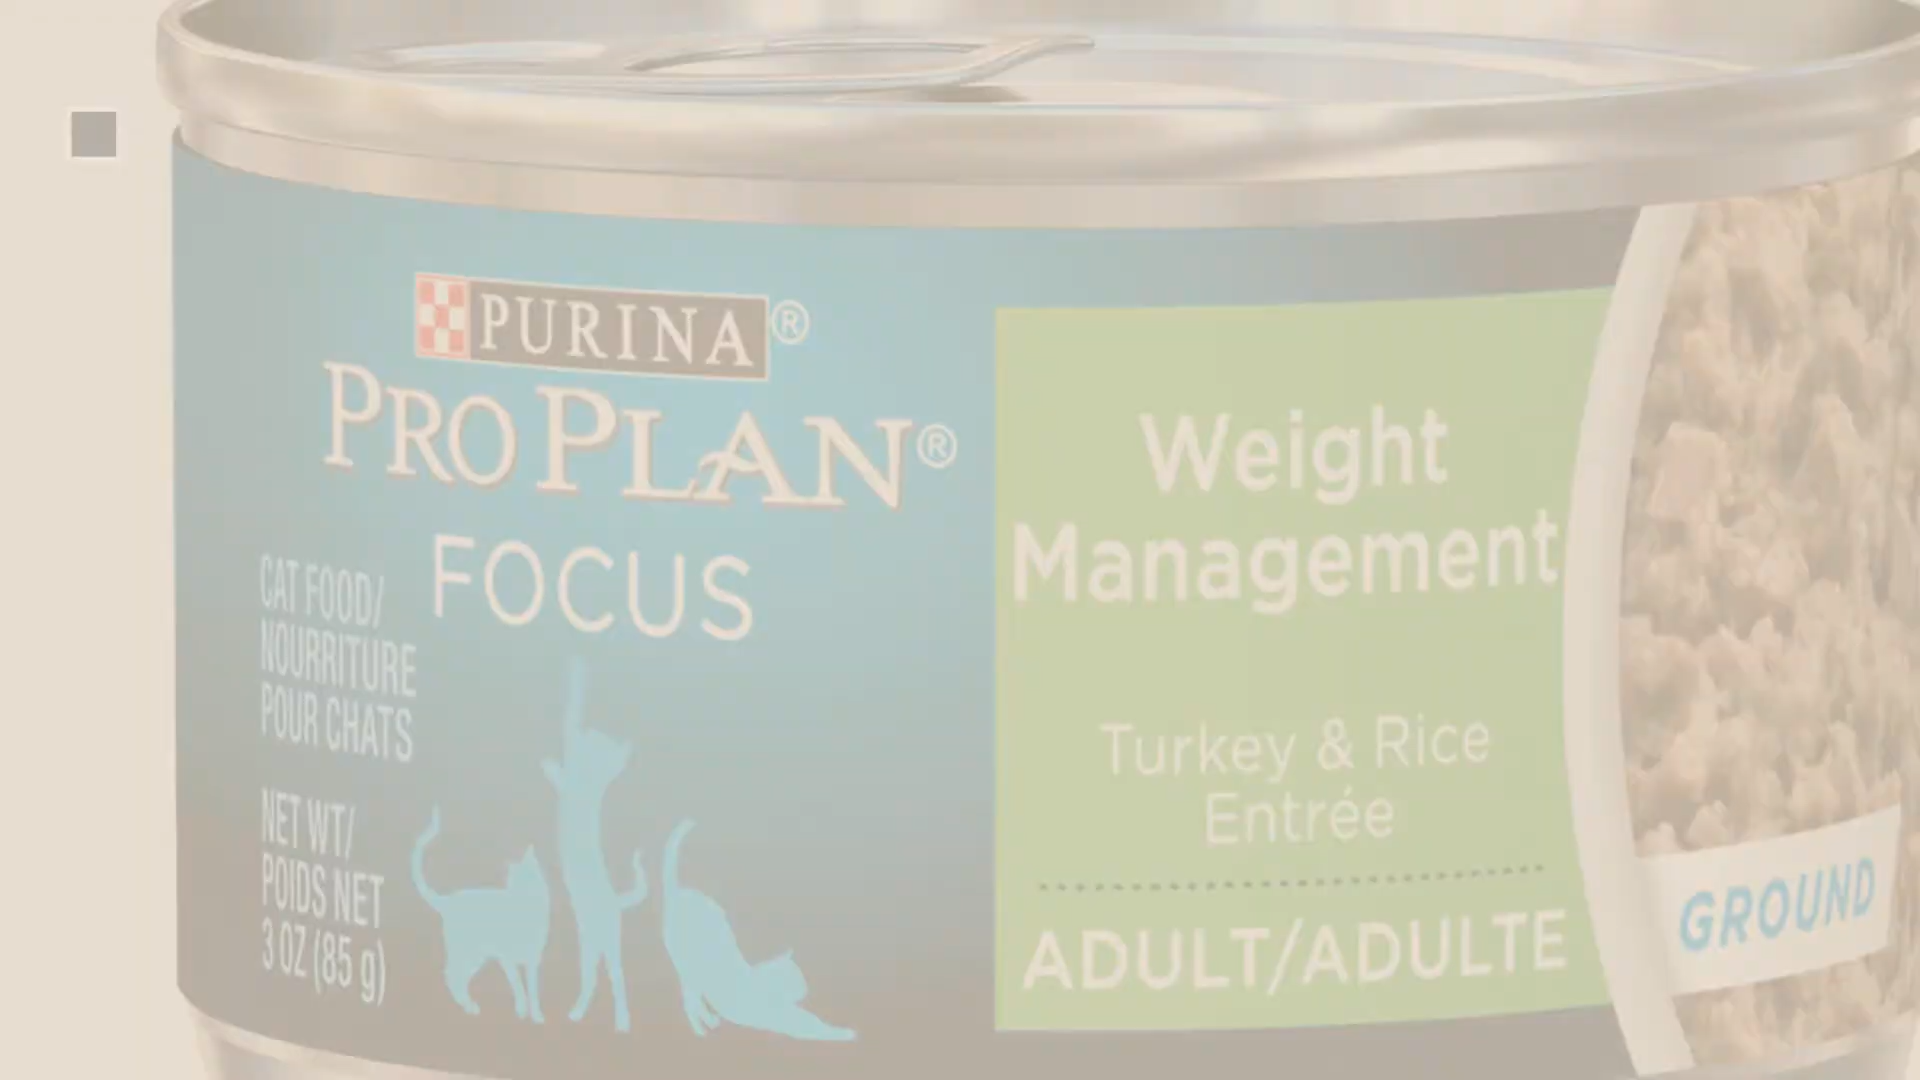 PURINA®
PRO PLAN®
FOCUS
CAT FOOD/
NOURRITURE
POUR CHATS
NET WT/
POIDS NET
3 OZ (85 g)
Weight
Management
Turkey & Rice
Entrée
ADULT/ADULTE
GROUND